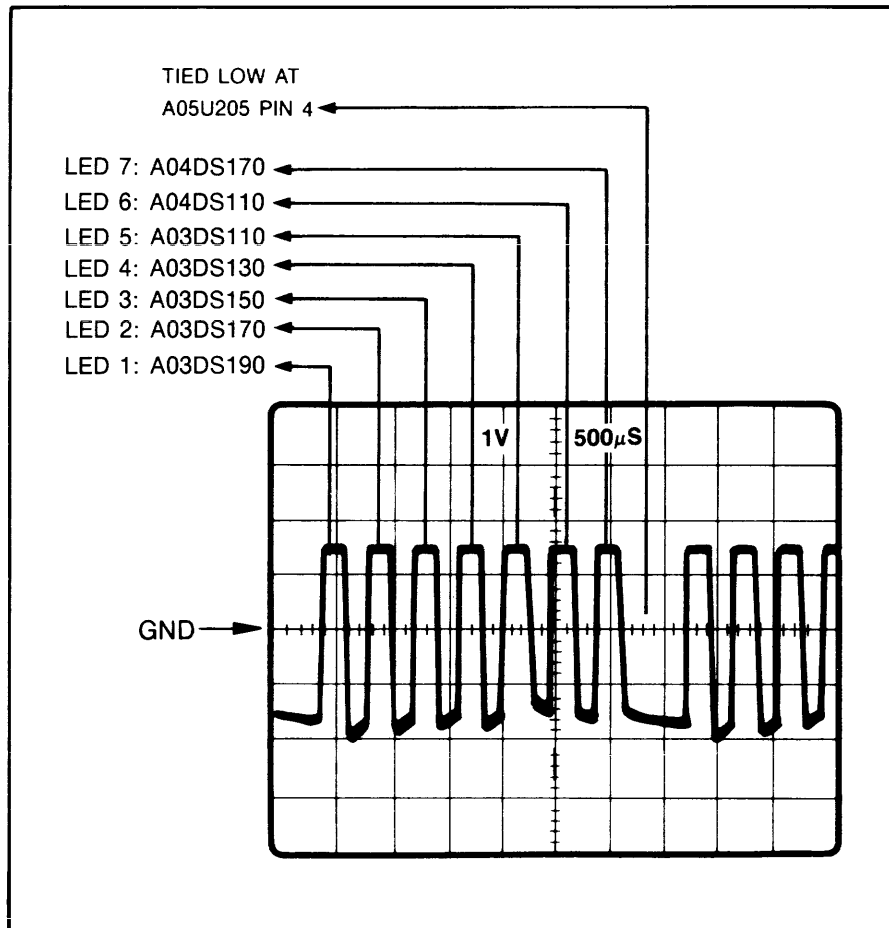 TIED LOW AT
A05U205 PIN 4
LED 7: A04DS170
LED 6: A04DS110
LED 5: A03DS110
LED 4: A03DS130
LED 3: A03DS150
LED 2: A03DS170
LED 1: A03DS190
1V 500μS
GND